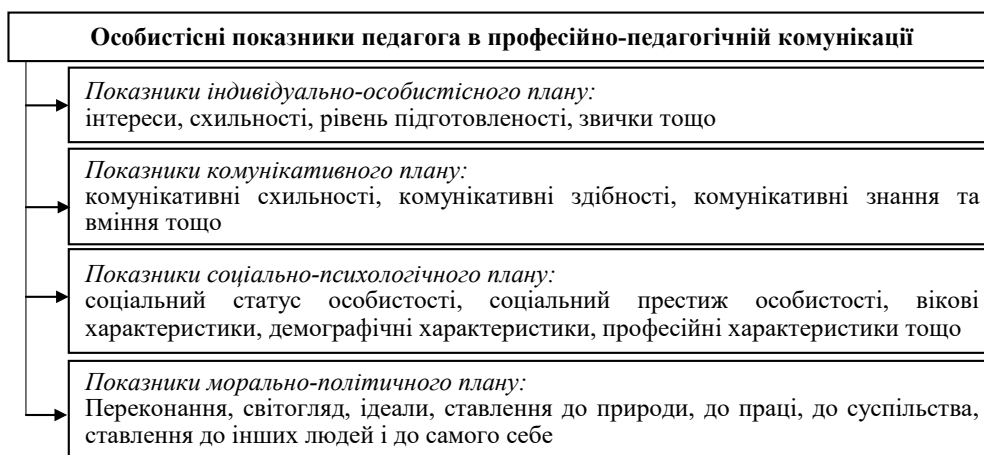 Особистісні показники педагога в професійно-педагогічній комунікації
Показники індивідуально-особистісного плану:
інтереси, схильності, рівень підготовленості, звички тощо
Показники комунікативного плану:
комунікативні схильності, комунікативні здібності, комунікативні знання та
вміння тощо
Показники соціально-психологічного плану:
соціальний статус особистості, соціальний престиж особистості, вікові
характеристики, демографічні характеристики, професійні характеристики тощо
Показники морально-політичного плану:
Переконання, світогляд, ідеали, ставлення до природи, до праці, до суспільства,
ставлення до інших людей і до самого себе